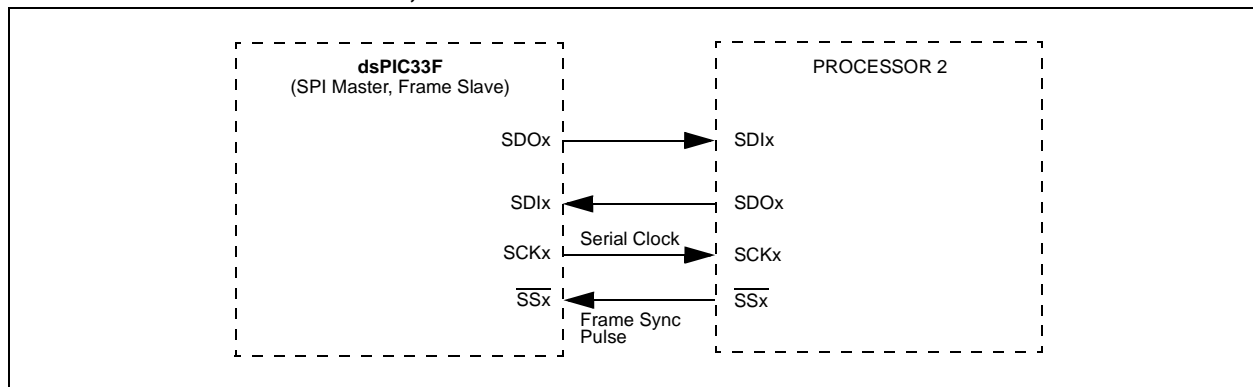 dsPIC33F
(SPI Master, Frame Slave)
PROCESSOR 2
SDOx
SDIx
SDIx
SDOx
SCKx
Serial Clock
SCKx
SSx
Frame Sync
Pulse
SSx